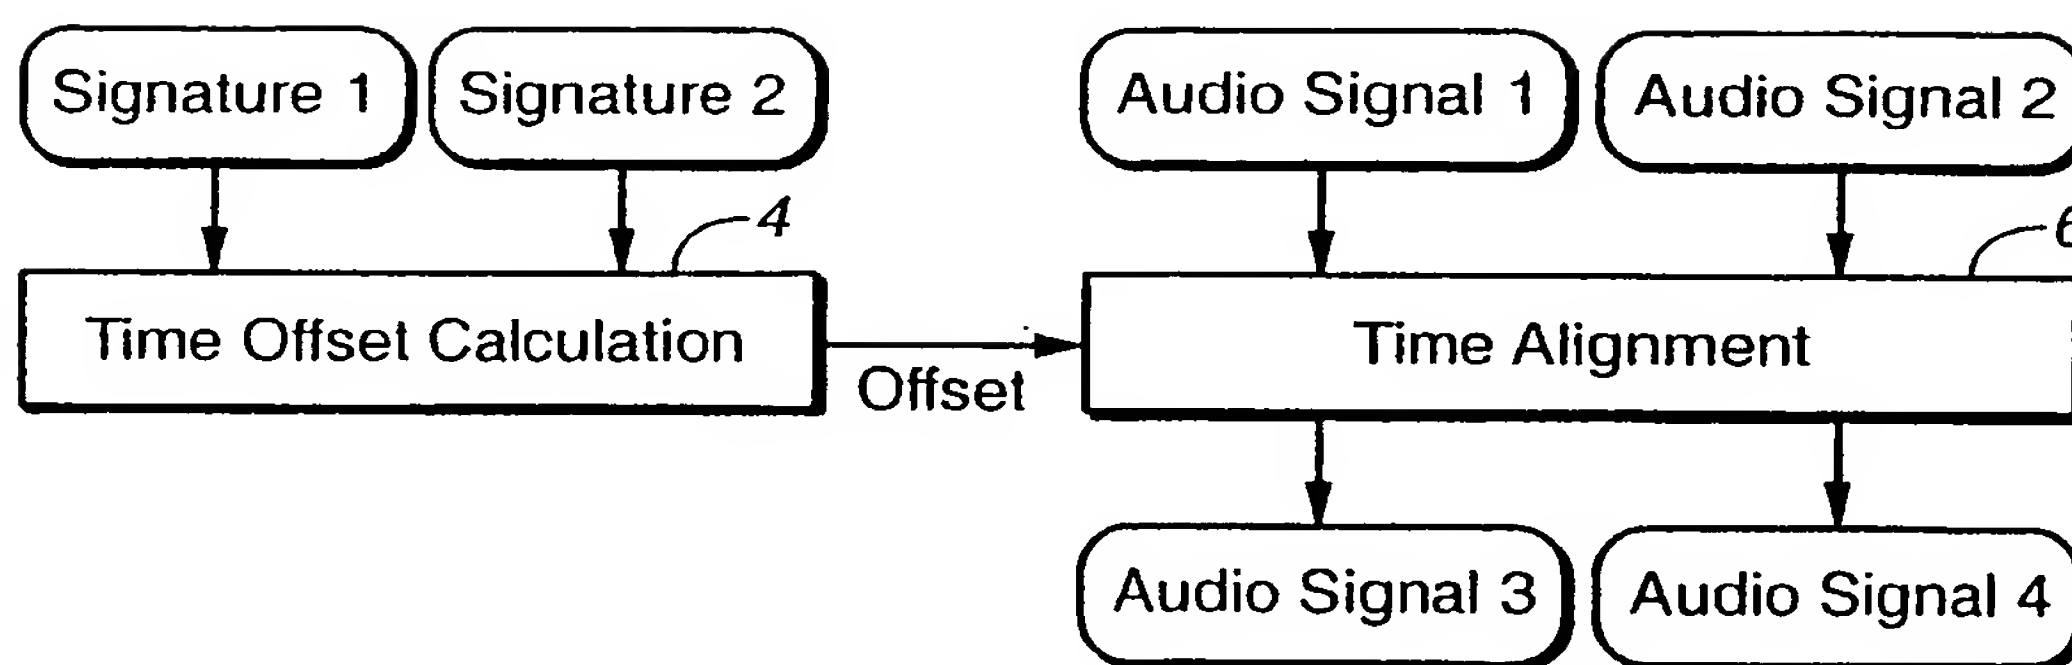 Signature 1
Signature 2
Audio Signal 1
Audio Signal 2
4
6
Time Offset Calculation
Offset
Time Alignment
Audio Signal 3
Audio Signal 4